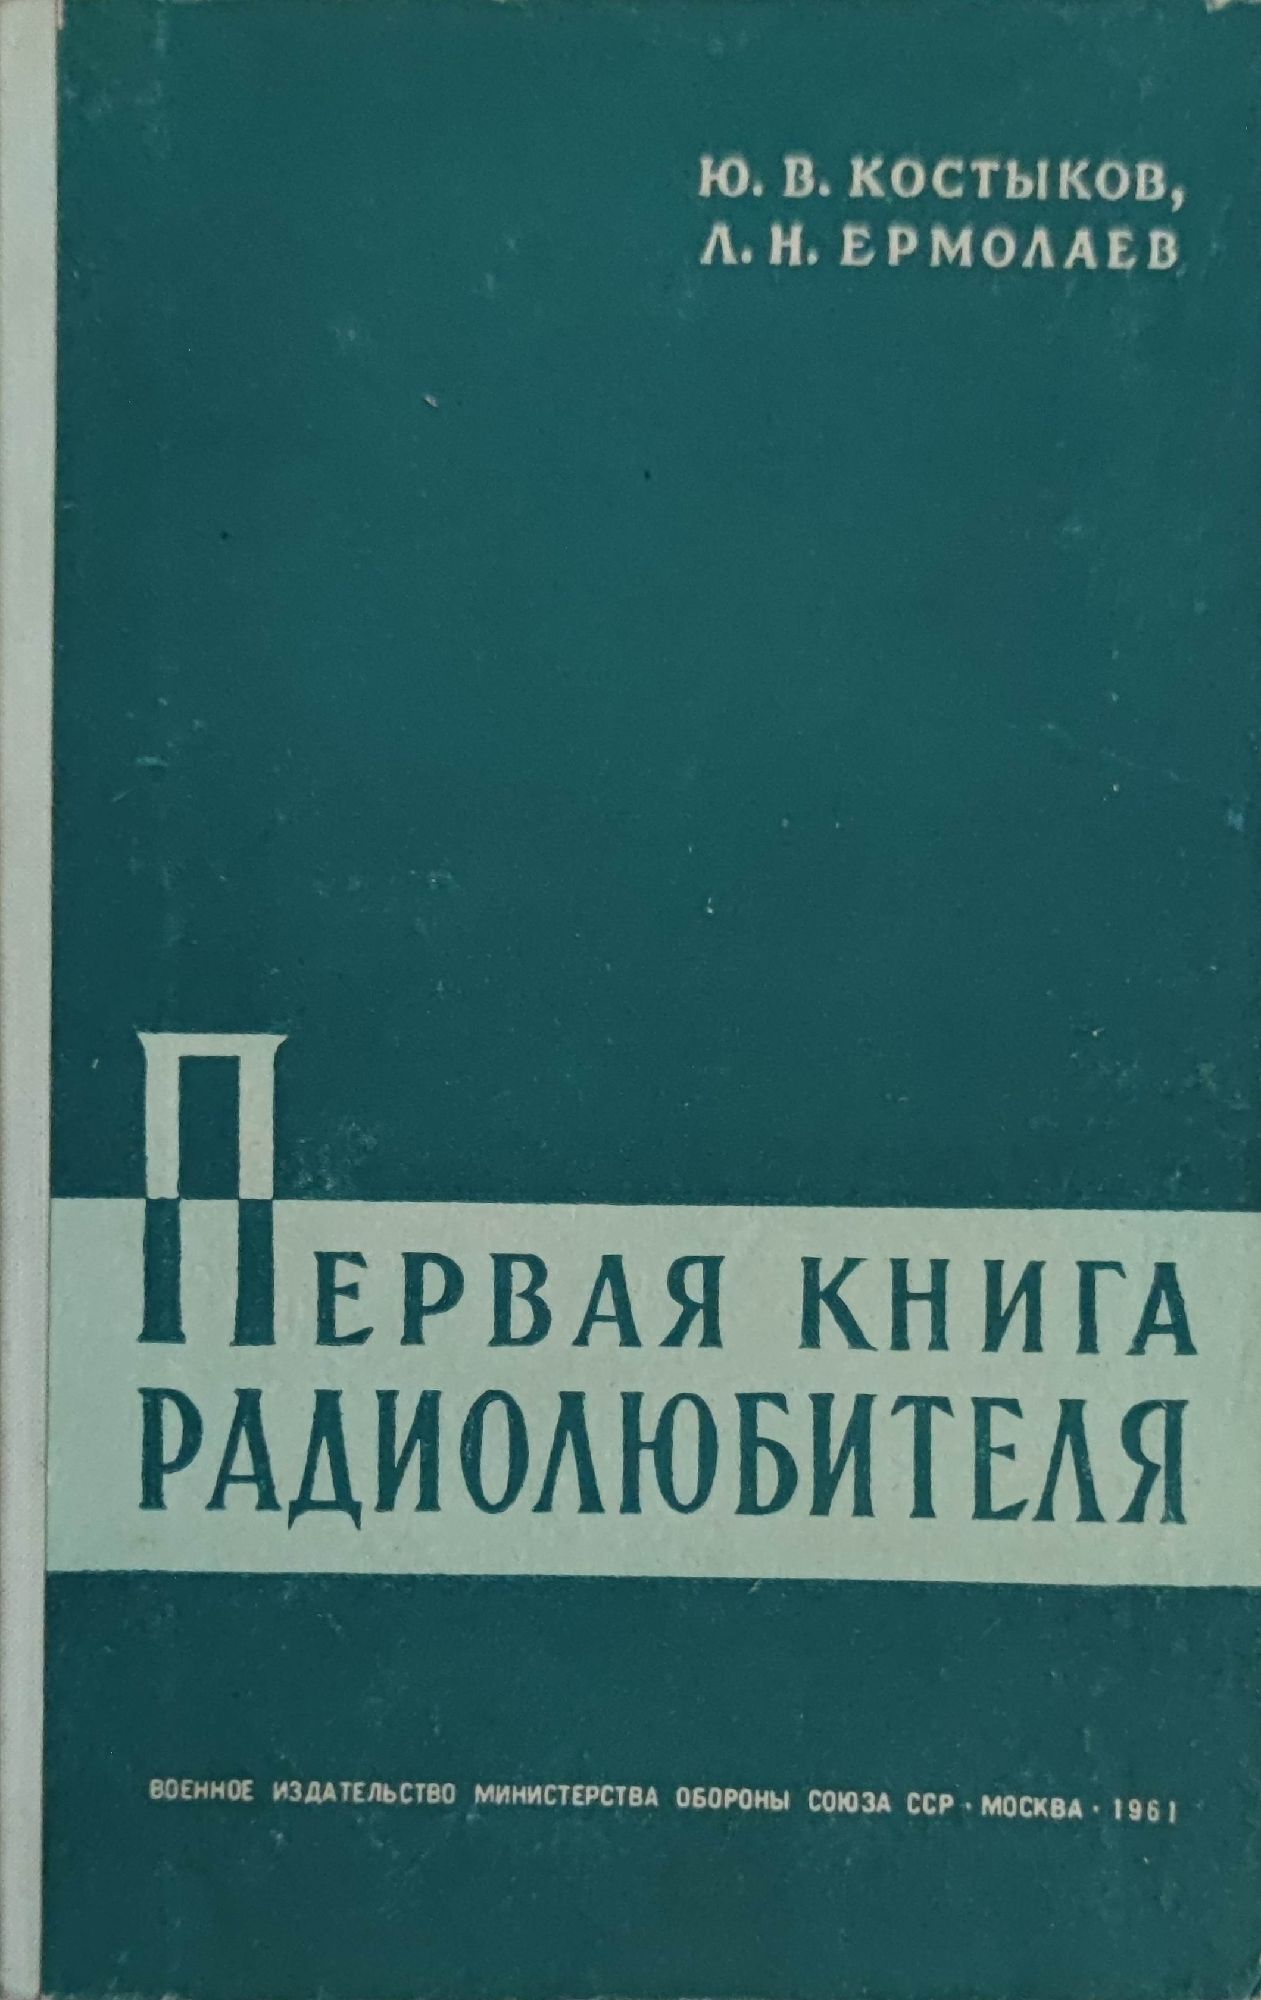 Ю. В. КОСТЫКОВ,
Л. Н. ЕРМОЛАЕВ
ПЕРВАЯ КНИГА
РАДИОЛЮБИТЕЛЯ
ВОЕННОЕ ИЗДАТЕЛЬСТВО МИНИСТЕРСТВА ОБОРОНЫ СОЮЗА ССР · МОСКВА · 1961